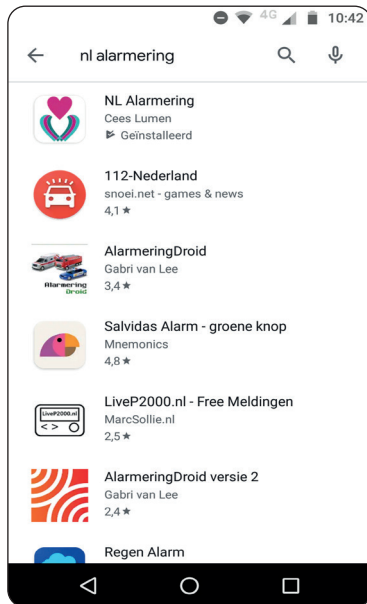 4G 10:42
nl alarmering
NL Alarmering
Cees Lumen
Geïnstalleerd
112-Nederland
snoei.net - games & news
4,1 ★
AlarmeringDroid
Gabri van Lee
3,4 ★
Alarmering
Droid
Salvidas Alarm - groene knop
Mnemonics
4,8 ★
LiveP2000.nl - Free Meldingen
MarcSollie.nl
2,5 ★
LiveP2000.nl
< >
AlarmeringDroid versie 2
Gabri van Lee
2,4 ★
Regen Alarm